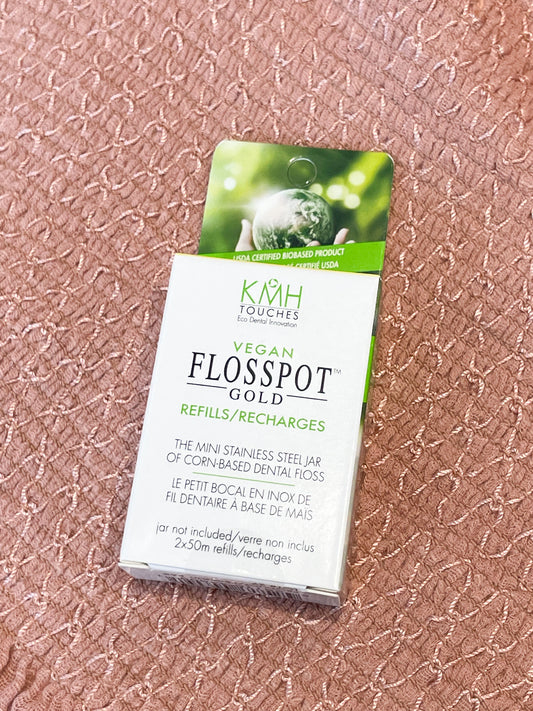 USDA CERTIFIED BIOBASED PRODUCT
CERTIFIÉ USDA
KMH
TOUCHES
Eco Dental Innovation
VEGAN
FLOSSPOT™
GOLD
REFILLS/RECHARGES
THE MINI STAINLESS STEEL JAR
OF CORN-BASED DENTAL FLOSS
LE PETIT BOCAL EN INOX DE
FIL DENTAIRE À BASE DE MAÏS
jar not included/verre non inclus
2x50m refills/recharges